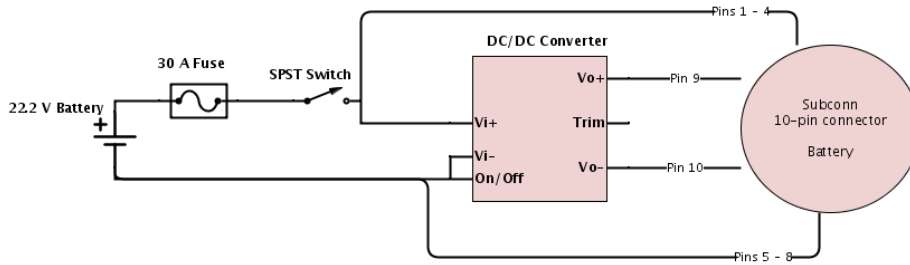 Pins 1 - 4
DC/DC Converter
30 A Fuse
SPST Switch
22.2 V Battery
+
Vo+
Pin 9
Subconn
10-pin connector
Battery
Vi+
Trim
Vi-
On/Off
Vo-
Pin 10
Pins 5 - 8